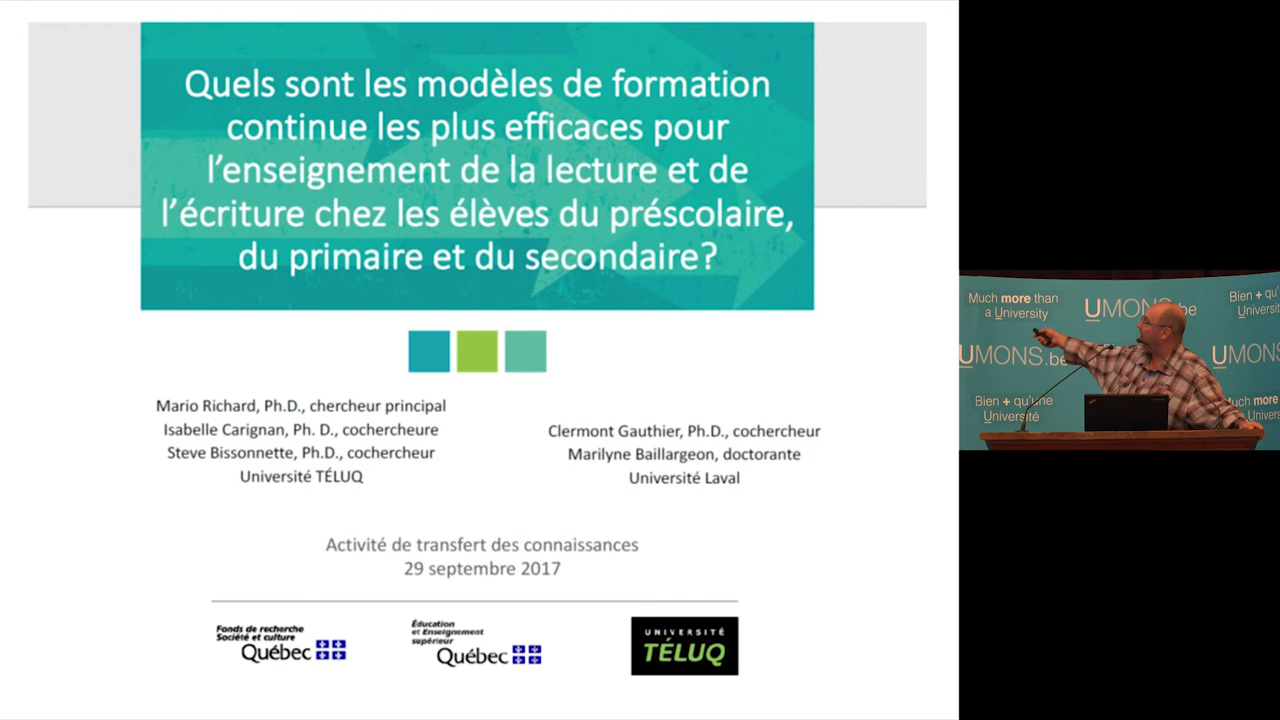 Quels sont les modèles de formation
continue les plus efficaces pour
l’enseignement de la lecture et de
l’écriture chez les élèves du préscolaire,
du primaire et du secondaire?
Mario Richard, Ph.D., chercheur principal
Isabelle Carignan, Ph. D., cochercheure
Steve Bissonnette, Ph.D., cochercheur
Université TÉLUQ
Clermont Gauthier, Ph.D., cochercheur
Marilyne Baillargeon, doctorante
Université Laval
Activité de transfert des connaissances
29 septembre 2017
Fonds de recherche
Société et culture
Québec
Éducation
et Enseignement
supérieur
Québec
UNIVERSITÉ
TÉLUQ
Much more than
a University
UMONS.be
Bien + qu'
Universit
UMONS.be
UMONS
Bien + qu'une
Université
uch more
Univers